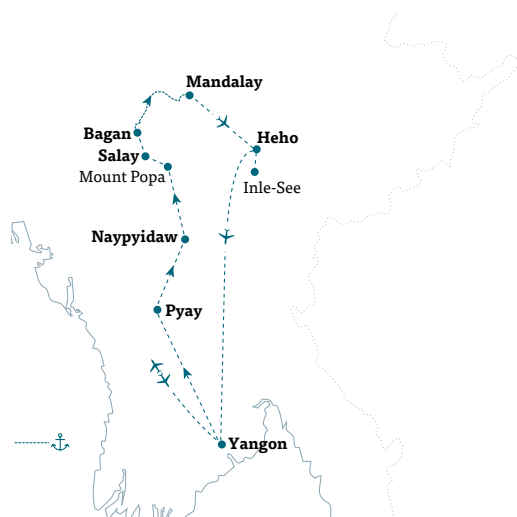 Mandalay
Bagan
Heho
Salay
Mount Popa
Inle-See
Naypyidaw
Pyay
Yangon